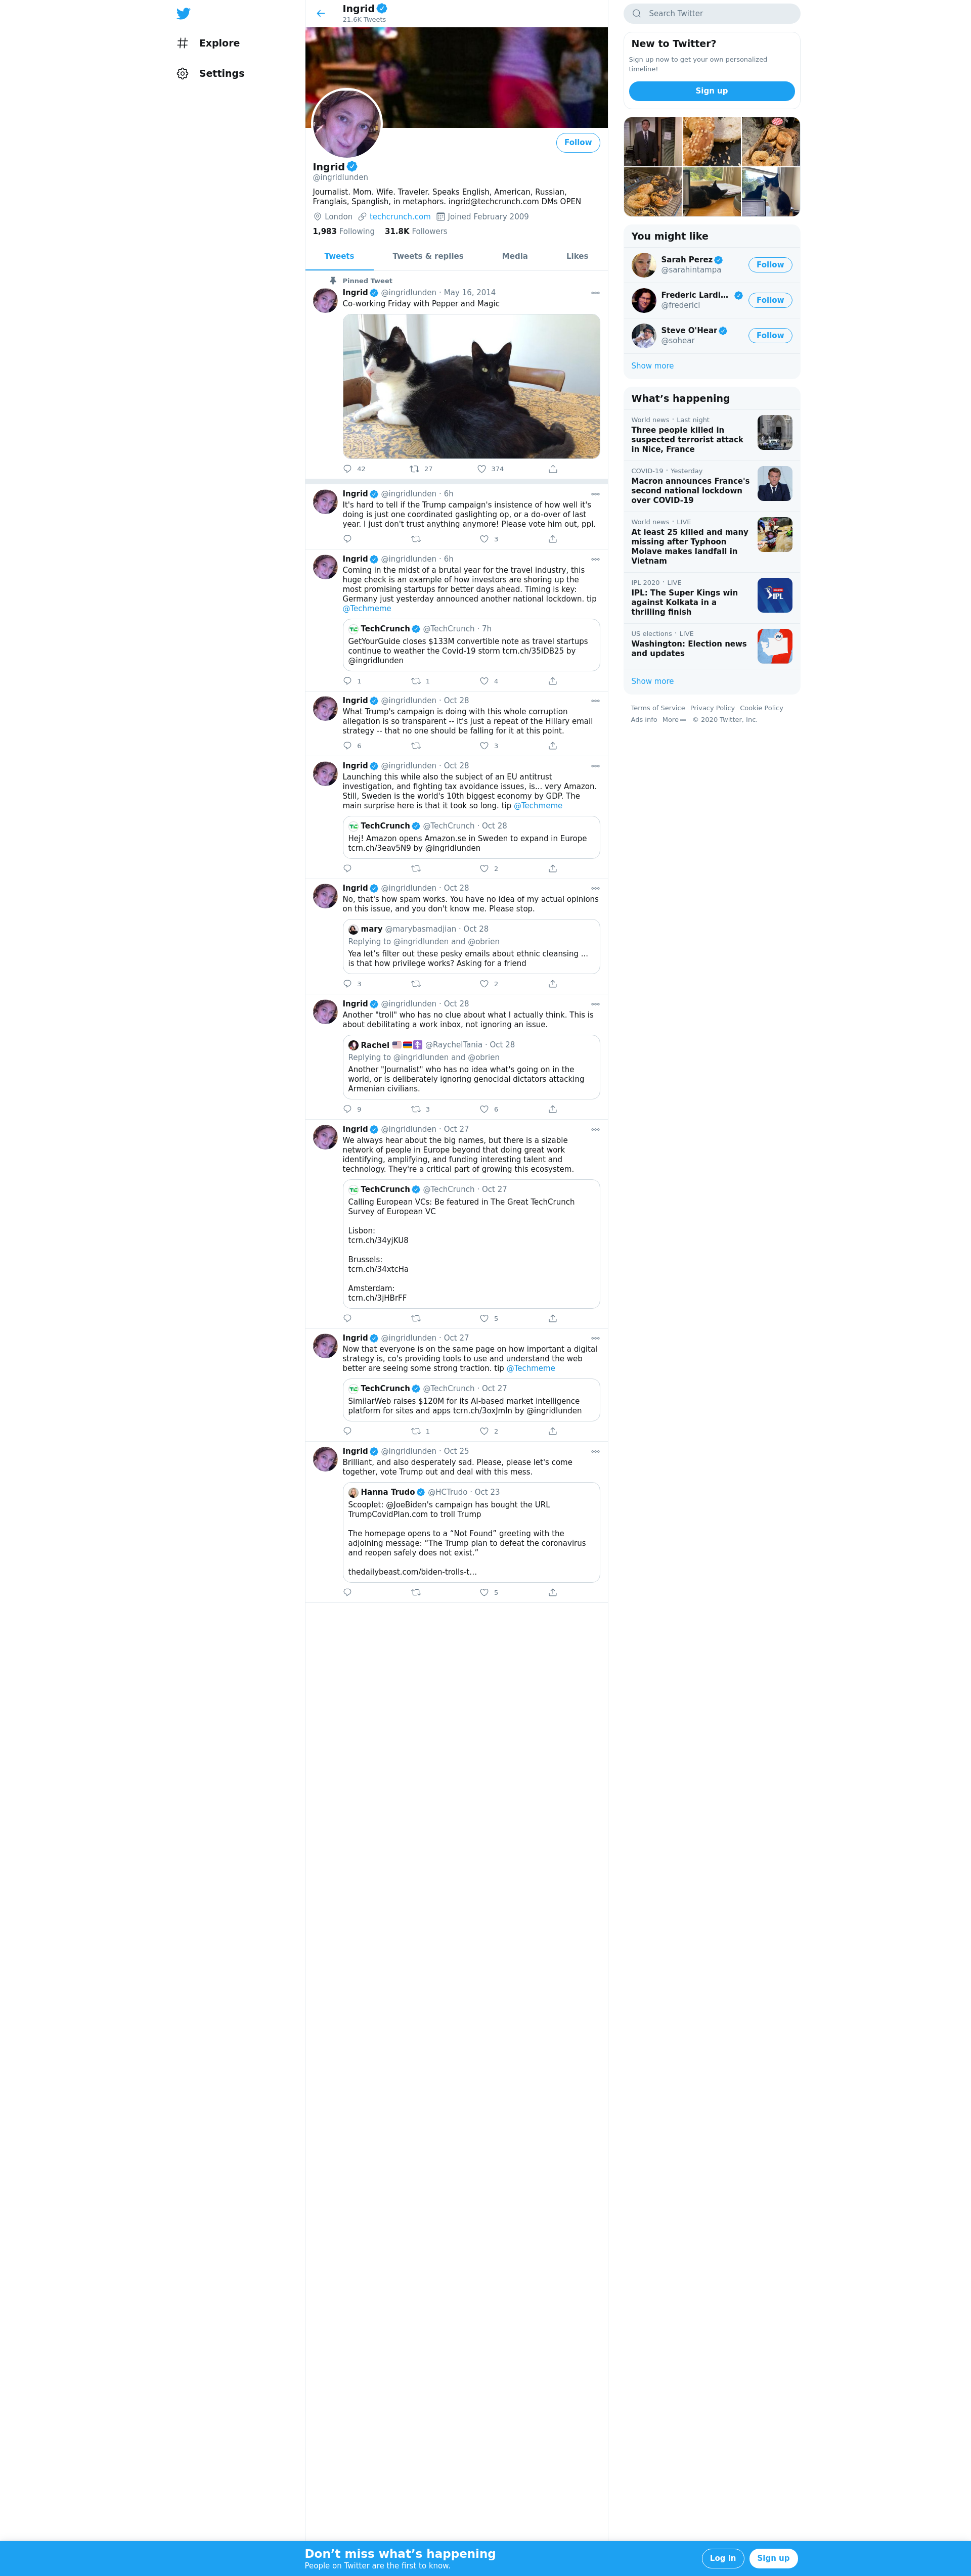 Explore
Settings
Ingrid
21.6K Tweets
Follow
Ingrid
@ingridlunden
Journalist. Mom. Wife. Traveler. Speaks English, American, Russian,
Franglais, Spanglish, in metaphors. ingrid@techcrunch.com DMs OPEN
London techcrunch.com Joined February 2009
1,983 Following 31.8K Followers
Tweets Tweets & replies Media Likes
Pinned Tweet
Ingrid @ingridlunden · May 16, 2014
Co-working Friday with Pepper and Magic
42 27 374
Ingrid @ingridlunden · 6h
It's hard to tell if the Trump campaign's insistence of how well it's
doing is just one coordinated gaslighting op, or a do-over of last
year. I just don't trust anything anymore! Please vote him out, ppl.
3
Ingrid @ingridlunden · 6h
Coming in the midst of a brutal year for the travel industry, this
huge check is an example of how investors are shoring up the
most promising startups for better days ahead. Timing is key:
Germany just yesterday announced another national lockdown. tip
@Techmeme
TechCrunch @TechCrunch · 7h
GetYourGuide closes $133M convertible note as travel startups
continue to weather the Covid-19 storm tcrn.ch/35IDB25 by
@ingridlunden
1 1 4
Ingrid @ingridlunden · Oct 28
What Trump's campaign is doing with this whole corruption
allegation is so transparent -- it's just a repeat of the Hillary email
strategy -- that no one should be falling for it at this point.
6 3
Ingrid @ingridlunden · Oct 28
Launching this while also the subject of an EU antitrust
investigation, and fighting tax avoidance issues, is... very Amazon.
Still, Sweden is the world's 10th biggest economy by GDP. The
main surprise here is that it took so long. tip @Techmeme
TechCrunch @TechCrunch · Oct 28
Hej! Amazon opens Amazon.se in Sweden to expand in Europe
tcrn.ch/3eav5N9 by @ingridlunden
2
Ingrid @ingridlunden · Oct 28
No, that's how spam works. You have no idea of my actual opinions
on this issue, and you don't know me. Please stop.
mary @marybasmadjian · Oct 28
Replying to @ingridlunden and @obrien
Yea let's filter out these pesky emails about ethnic cleansing ...
is that how privilege works? Asking for a friend
3 2
Ingrid @ingridlunden · Oct 28
Another "troll" who has no clue about what I actually think. This is
about debilitating a work inbox, not ignoring an issue.
Rachel @RaychelTania · Oct 28
Replying to @ingridlunden and @obrien
Another "Journalist" who has no idea what's going on in the
world, or is deliberately ignoring genocidal dictators attacking
Armenian civilians.
9 3 6
Ingrid @ingridlunden · Oct 27
We always hear about the big names, but there is a sizable
network of people in Europe beyond that doing great work
identifying, amplifying, and funding interesting talent and
technology. They're a critical part of growing this ecosystem.
TechCrunch @TechCrunch · Oct 27
Calling European VCs: Be featured in The Great TechCrunch
Survey of European VC
Lisbon:
tcrn.ch/34yjKU8
Brussels:
tcrn.ch/34xtcHa
Amsterdam:
tcrn.ch/3jHBrFF
5
Ingrid @ingridlunden · Oct 27
Now that everyone is on the same page on how important a digital
strategy is, co's providing tools to use and understand the web
better are seeing some strong traction. tip @Techmeme
TechCrunch @TechCrunch · Oct 27
SimilarWeb raises $120M for its AI-based market intelligence
platform for sites and apps tcrn.ch/3oxJmIn by @ingridlunden
1 2
Ingrid @ingridlunden · Oct 25
Brilliant, and also desperately sad. Please, please let's come
together, vote Trump out and deal with this mess.
Hanna Trudo @HCTrudo · Oct 23
Scooplet: @JoeBiden's campaign has bought the URL
TrumpCovidPlan.com to troll Trump
The homepage opens to a “Not Found” greeting with the
adjoining message: “The Trump plan to defeat the coronavirus
and reopen safely does not exist.”
thedailybeast.com/biden-trolls-t…
5
Search Twitter
New to Twitter?
Sign up now to get your own personalized
timeline!
Sign up
You might like
Sarah Perez
@sarahintampa
Follow
Frederic Lardi...
@fredericl
Follow
Steve O'Hear
@sohear
Follow
Show more
What’s happening
World news · Last night
Three people killed in
suspected terrorist attack
in Nice, France
COVID-19 · Yesterday
Macron announces France's
second national lockdown
over COVID-19
World news · LIVE
At least 25 killed and many
missing after Typhoon
Molave makes landfall in
Vietnam
IPL 2020 · LIVE
IPL: The Super Kings win
against Kolkata in a
thrilling finish
IPL
US elections · LIVE
Washington: Election news
and updates
Show more
Terms of Service Privacy Policy Cookie Policy
Ads info More © 2020 Twitter, Inc.
Don’t miss what’s happening
People on Twitter are the first to know.
Log in
Sign up